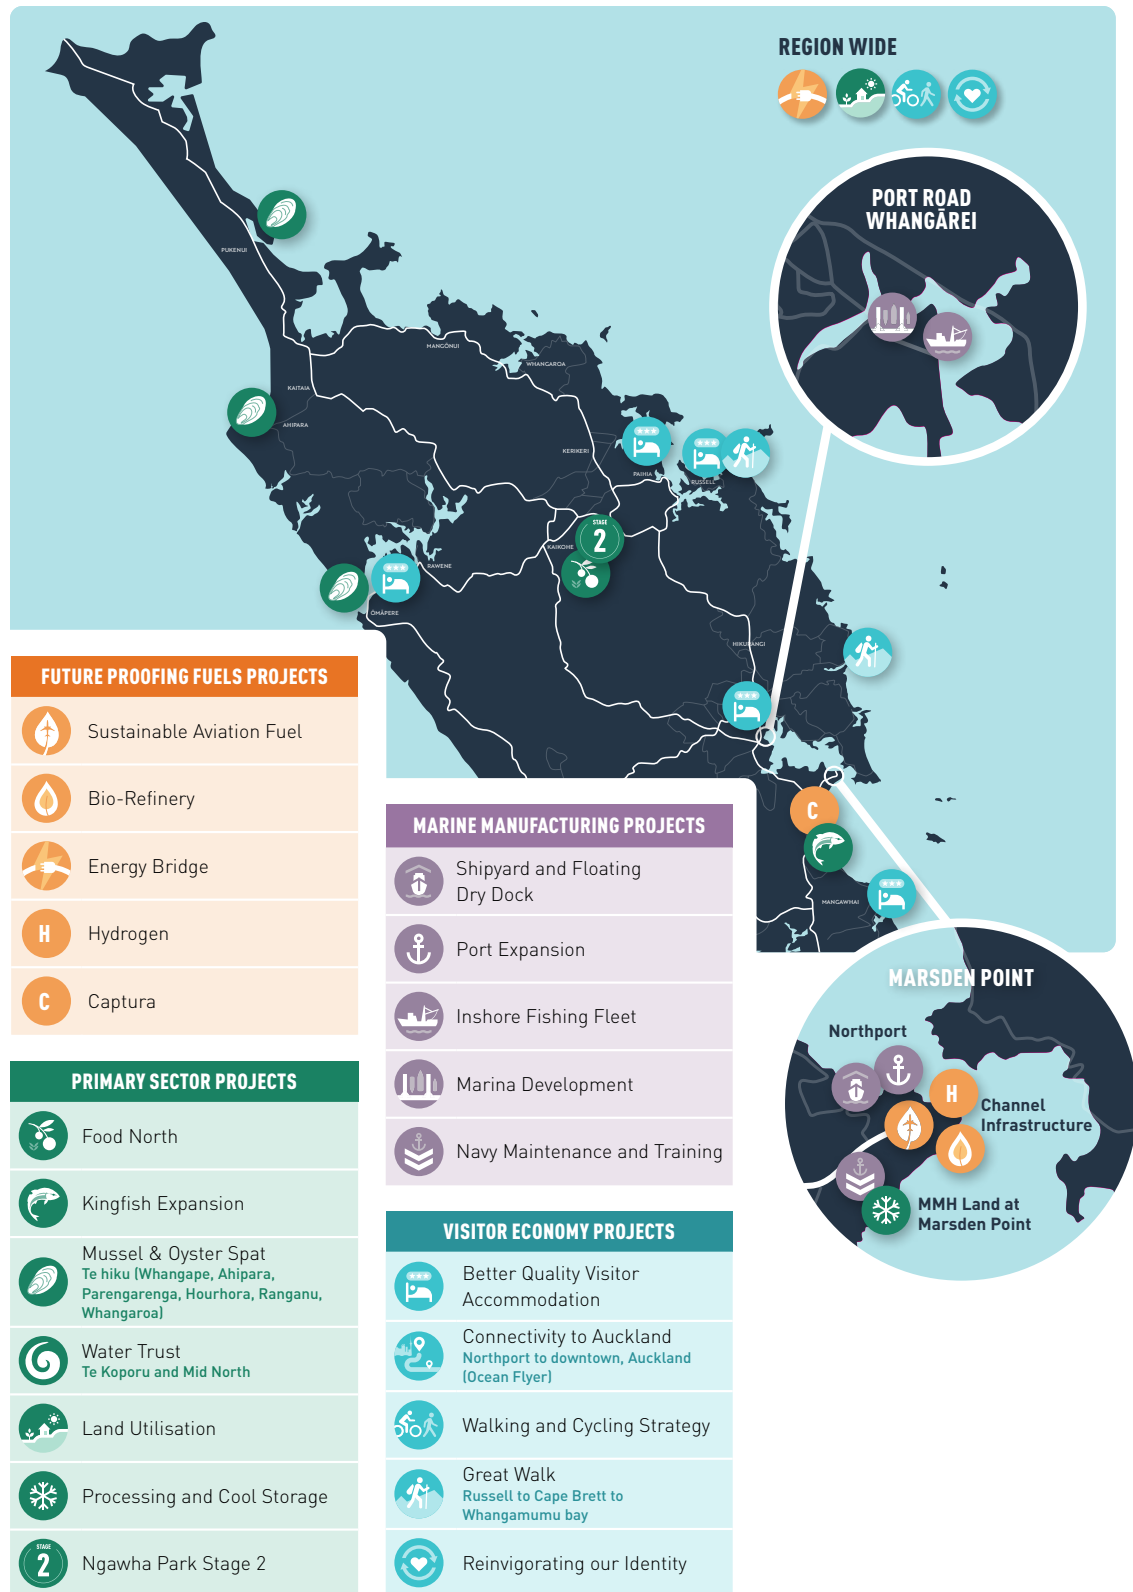 REGION WIDE
PORT ROAD
WHANGĀREI
PUKENUI
MANGŌNUI
WHANGAROA
KAITAIA
AHIPARA
KERIKERI
PAIHIA
RUSSELL
STAGE
2
KAIKOHE
RAWENE
ŌMĀPERE
HIKURANGI
C
MANGAWHAI
MARSDEN POINT
Northport
H
Channel
Infrastructure
MMH Land at
Marsden Point
FUTURE PROOFING FUELS PROJECTS
Sustainable Aviation Fuel
Bio-Refinery
Energy Bridge
H
Hydrogen
C
Captura
PRIMARY SECTOR PROJECTS
Food North
Kingfish Expansion
Mussel & Oyster Spat
Te hiku (Whangape, Ahipara,
Parengarenga, Hourhora, Ranganu,
Whangaroa)
Water Trust
Te Koporu and Mid North
Land Utilisation
Processing and Cool Storage
STAGE
2
Ngawha Park Stage 2
MARINE MANUFACTURING PROJECTS
Shipyard and Floating
Dry Dock
Port Expansion
Inshore Fishing Fleet
Marina Development
Navy Maintenance and Training
VISITOR ECONOMY PROJECTS
Better Quality Visitor
Accommodation
Connectivity to Auckland
Northport to downtown, Auckland
(Ocean Flyer)
Walking and Cycling Strategy
Great Walk
Russell to Cape Brett to
Whangamumu bay
Reinvigorating our Identity